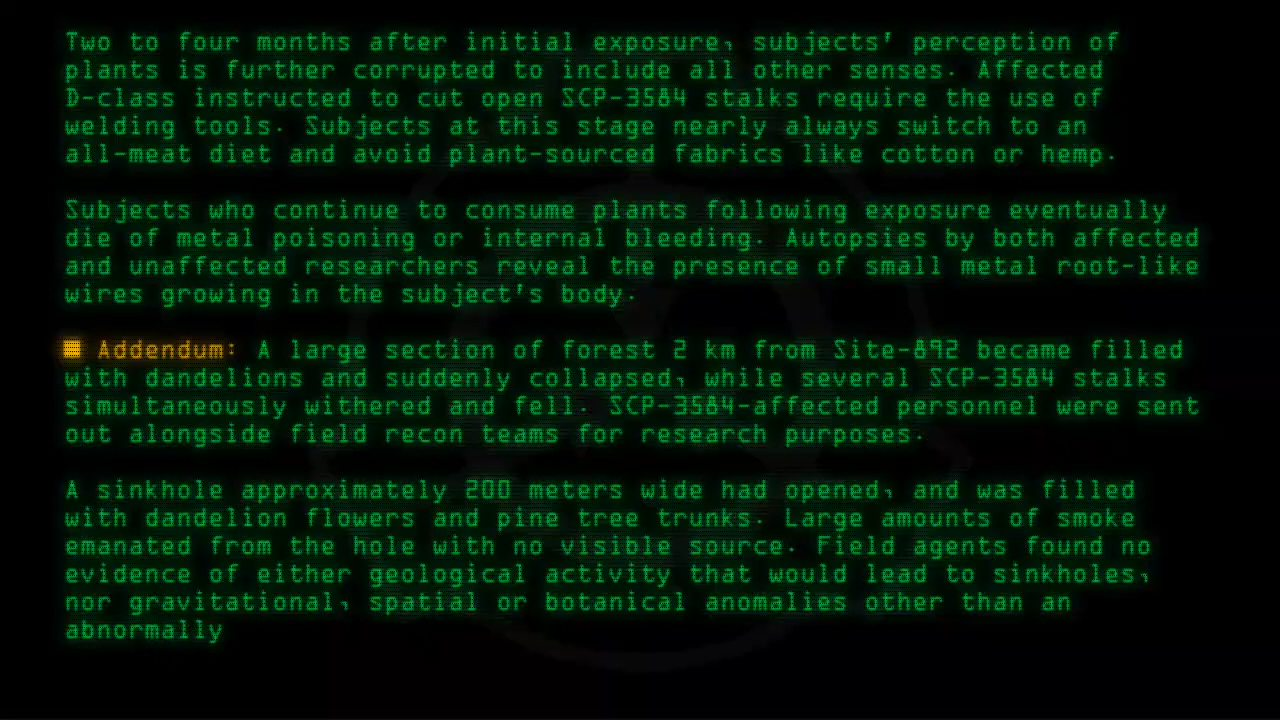 Two to four months after initial exposure, subjects' perception of
plants is further corrupted to include all other senses. Affected
D-class instructed to cut open SCP-3584 stalks require the use of
welding tools. Subjects at this stage nearly always switch to an
all-meat diet and avoid plant-sourced fabrics like cotton or hemp.
Subjects who continue to consume plants following exposure eventually
die of metal poisoning or internal bleeding. Autopsies by both affected
and unaffected researchers reveal the presence of small metal root-like
wires growing in the subject's body.
■ Addendum: A large section of forest 2 km from Site-892 became filled
with dandelions and suddenly collapsed, while several SCP-3584 stalks
simultaneously withered and fell. SCP-3584-affected personnel were sent
out alongside field recon teams for research purposes.
A sinkhole approximately 200 meters wide had opened, and was filled
with dandelion flowers and pine tree trunks. Large amounts of smoke
emanated from the hole with no visible source. Field agents found no
evidence of either geological activity that would lead to sinkholes,
nor gravitational, spatial or botanical anomalies other than an
abnormally